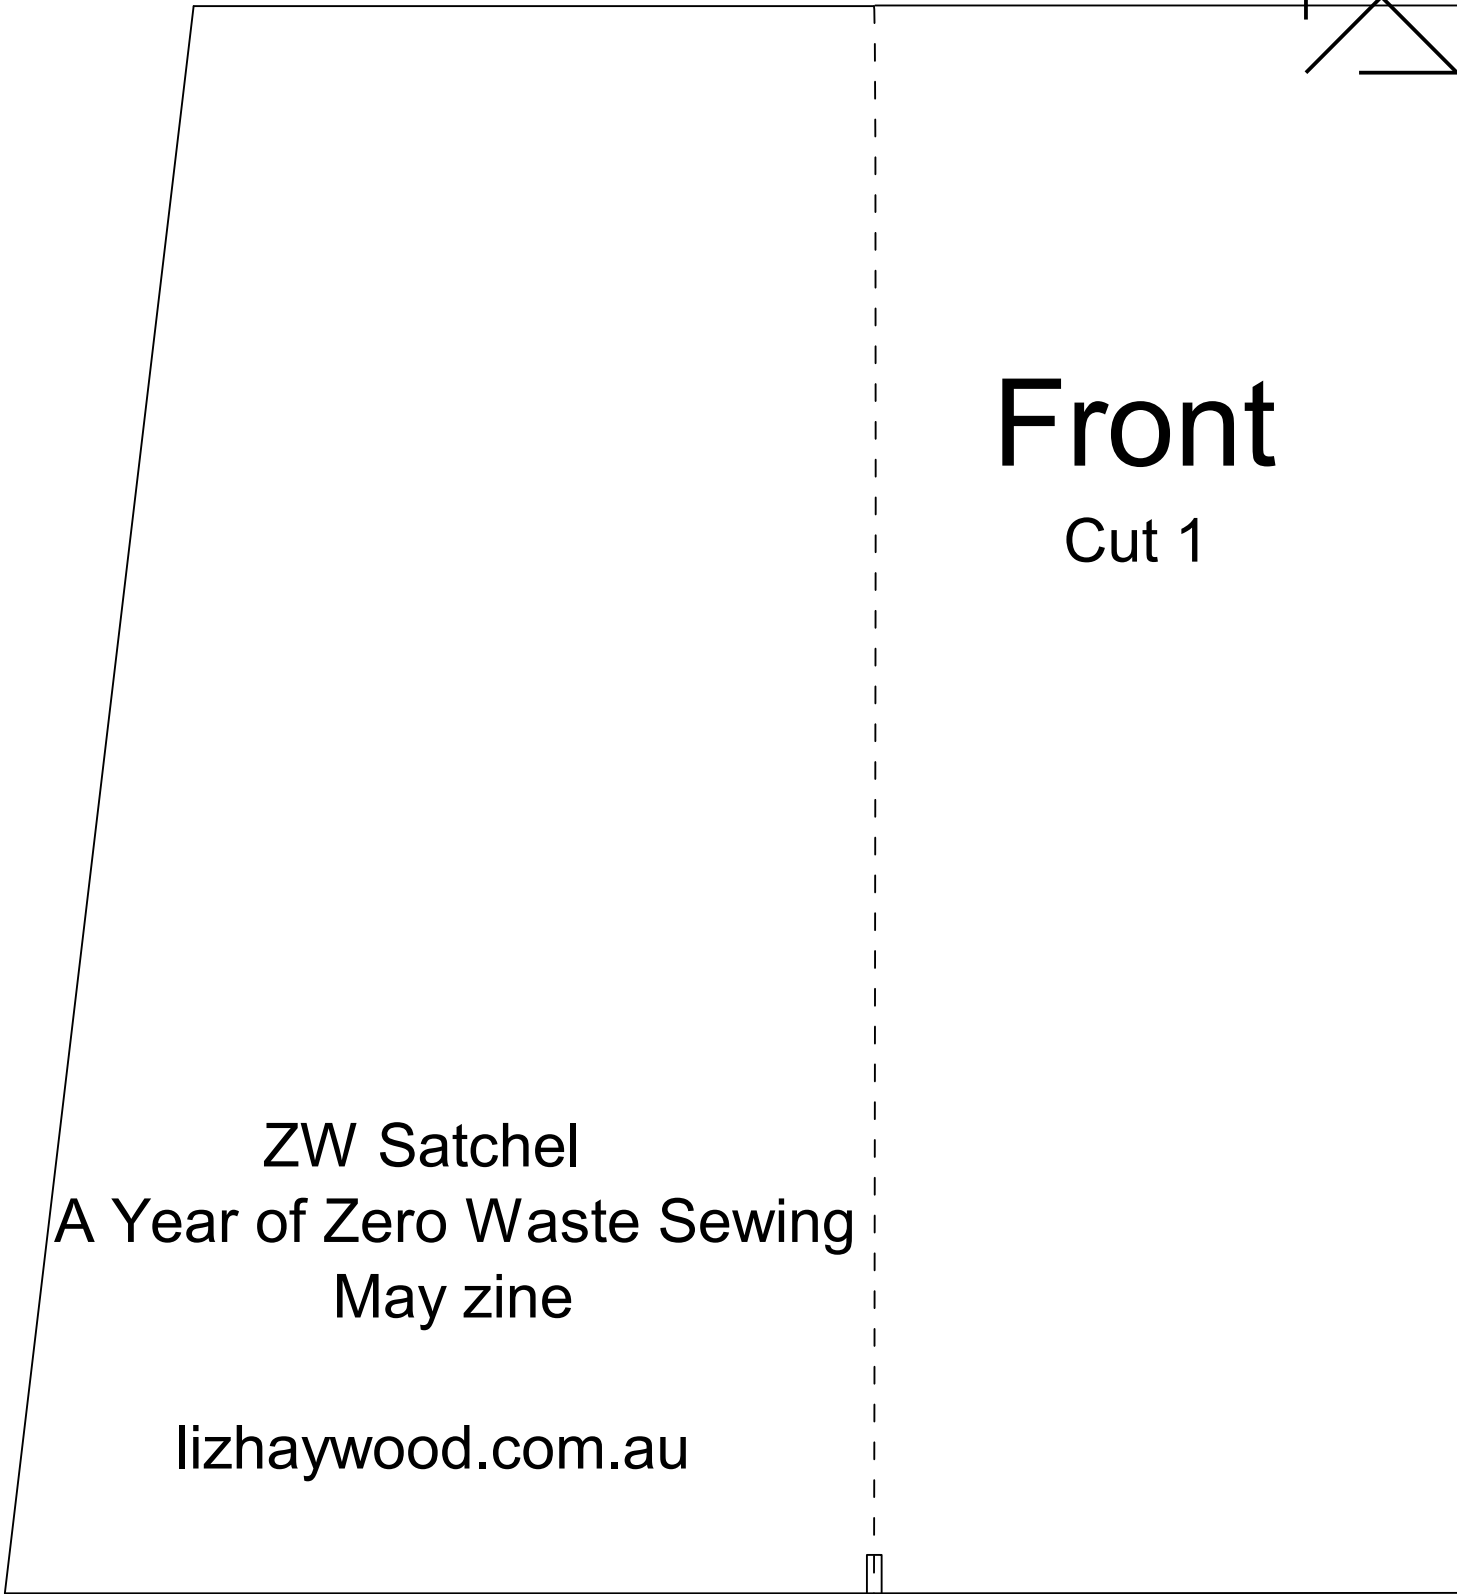 Front
Cut 1
ZW Satchel
A Year of Zero Waste Sewing
May zine
lizhaywood.com.au